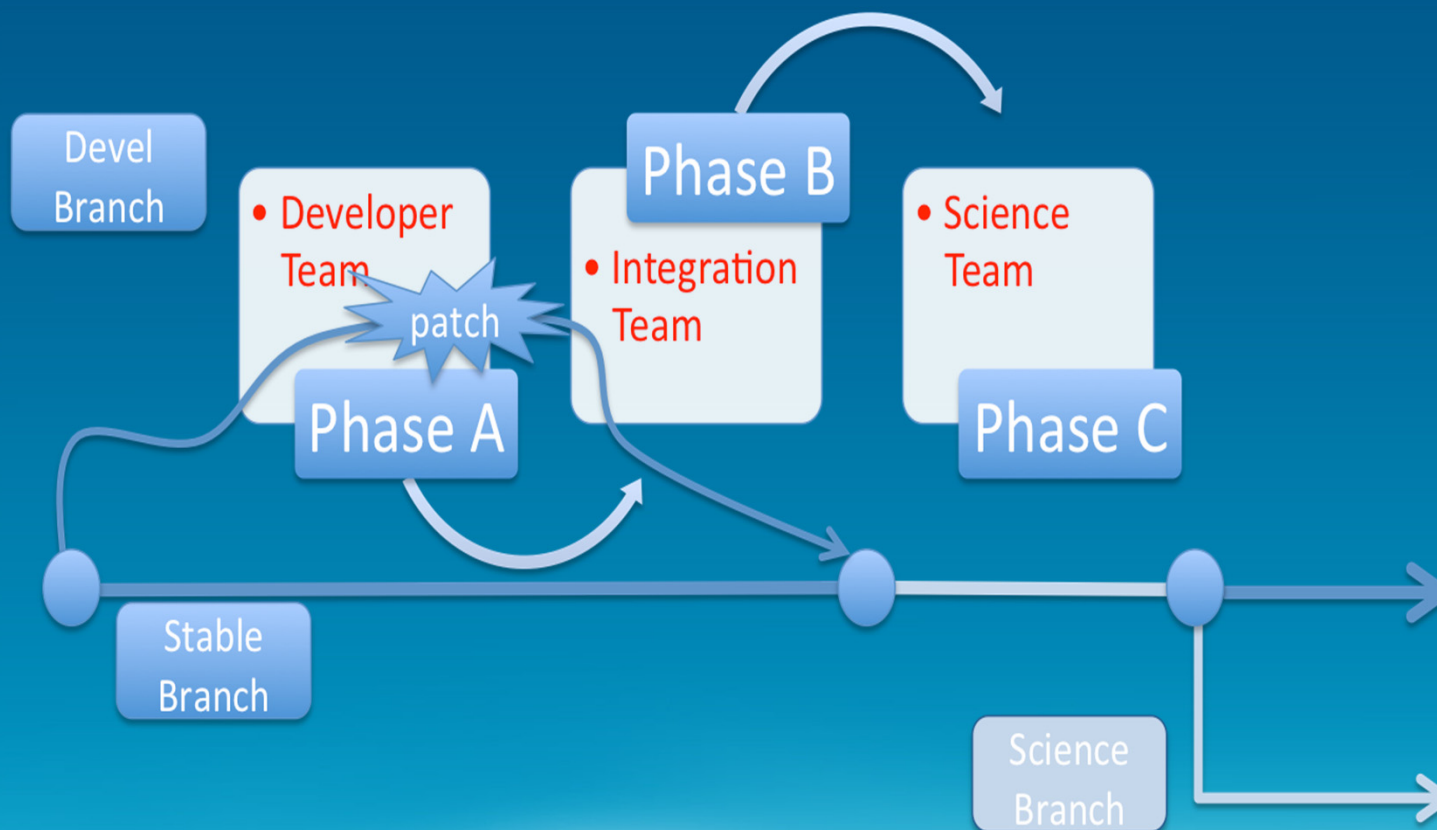 Devel
Branch
• Developer
Team
patch
Phase A
Phase B
• Integration
Team
• Science
Team
Phase C
Stable
Branch
Science
Branch